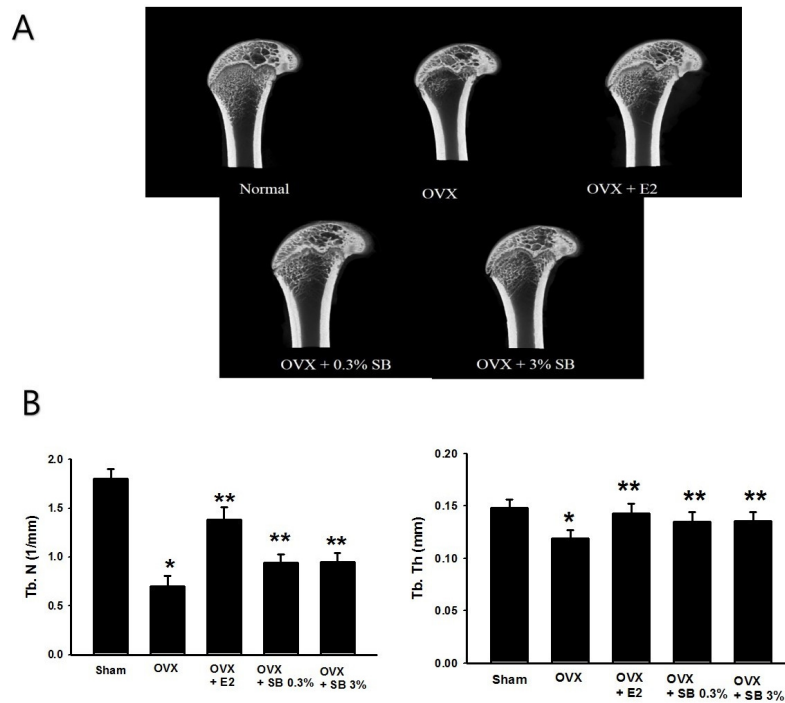 A
Normal
OVX
OVX + E2
OVX + 0.3% SB
OVX + 3% SB
B
Tb. N (1/mm)
2.0
1.5
1.0
0.5
0.0
*
**
**
**
Sham
OVX
OVX
+ E2
OVX
+ SB 0.3%
OVX
+ SB 3%
Tb. Th (mm)
0.20
0.15
0.10
0.05
0.00
*
**
**
**
Sham
OVX
OVX
+ E2
OVX
+ SB 0.3%
OVX
+ SB 3%